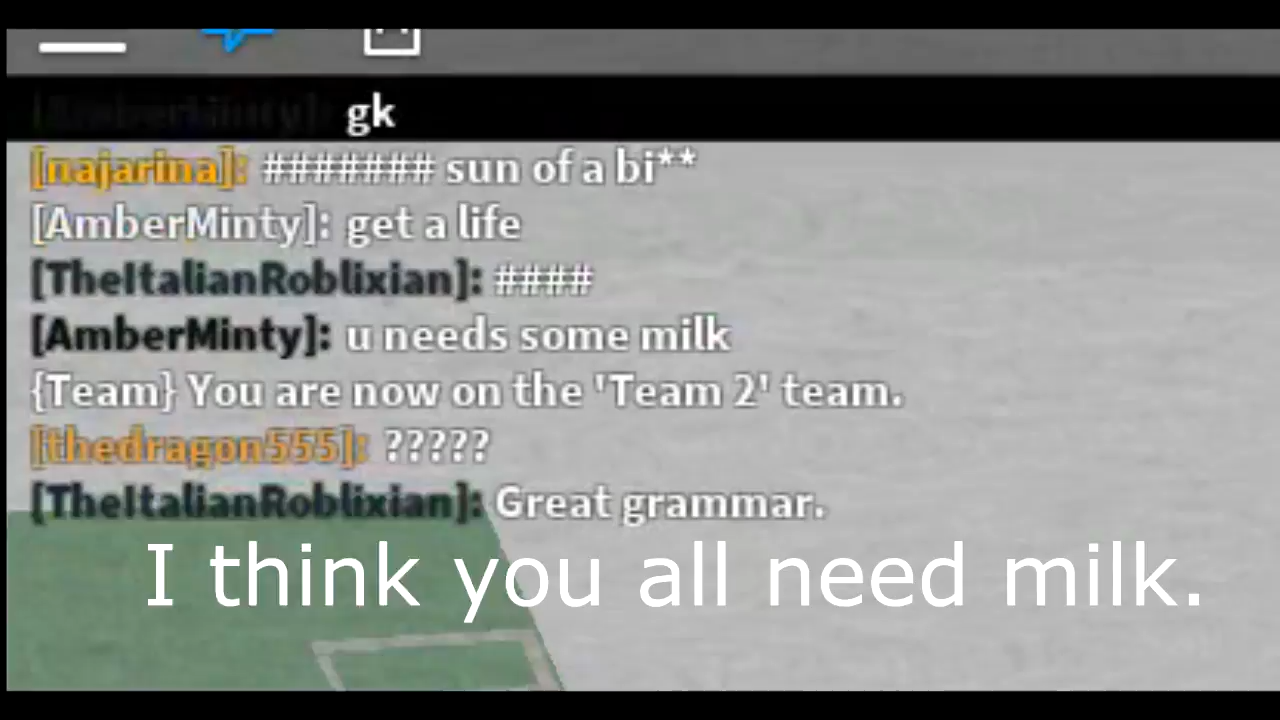 [AmberMinty]: gk
[najarina]: ####### sun of a bi**
[AmberMinty]: get a life
[TheItalianRoblixian]: ####
[AmberMinty]: u needs some milk
{Team} You are now on the 'Team 2' team.
[thedragon555]: ?????
[TheItalianRoblixian]: Great grammar.
I think you all need milk.